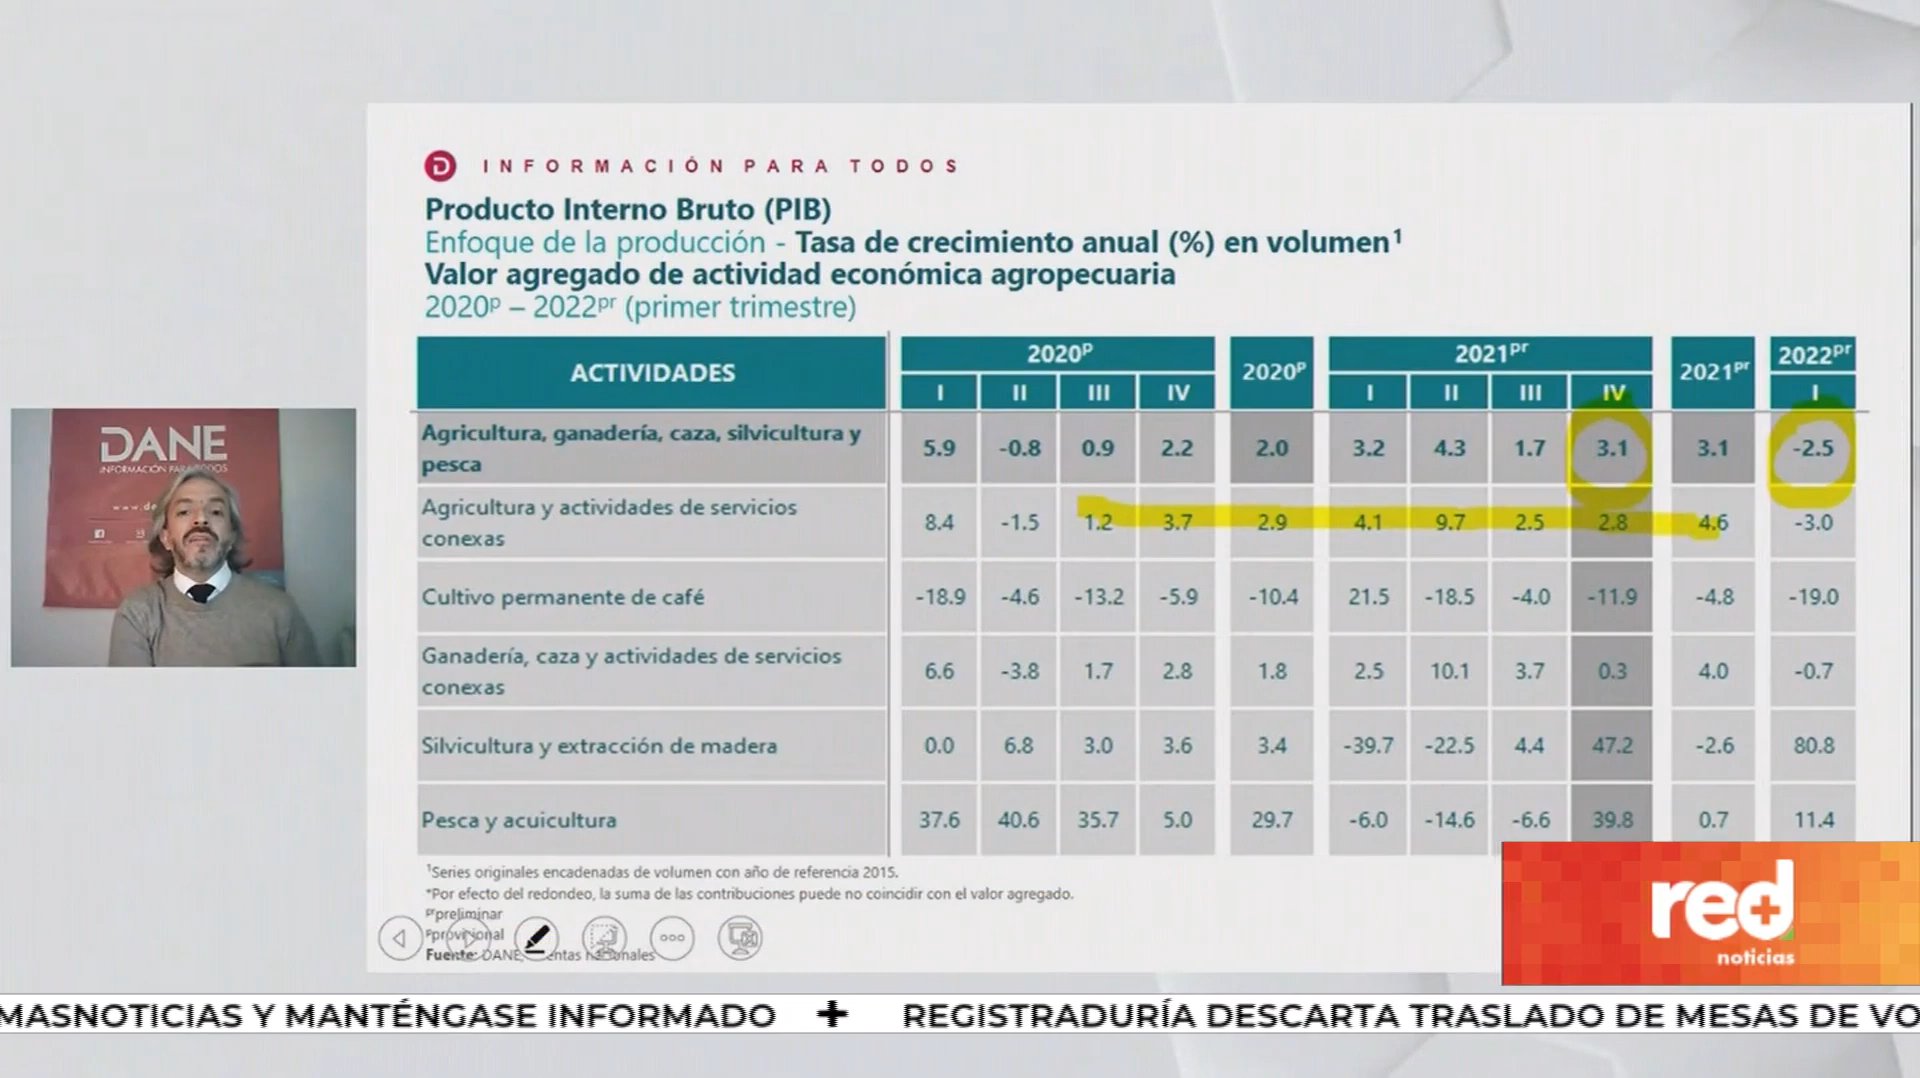 INFORMACIÓN PARA TODOS
Producto Interno Bruto (PIB)
Enfoque de la producción - Tasa de crecimiento anual (%) en volumen¹
Valor agregado de actividad económica agropecuaria
2020ᵖ – 2022ᵖʳ (primer trimestre)
ACTIVIDADES 2020ᵖ 2020ᵖ 2021ᵖʳ 2021ᵖʳ 2022ᵖʳ
I II III IV I II III IV I
Agricultura, ganadería, caza, silvicultura y
pesca 5.9 -0.8 0.9 2.2 2.0 3.2 4.3 1.7 3.1 3.1 -2.5
Agricultura y actividades de servicios
conexas 8.4 -1.5 1.2 3.7 2.9 4.1 9.7 2.5 2.8 4.6 -3.0
Cultivo permanente de café -18.9 -4.6 -13.2 -5.9 -10.4 21.5 -18.5 -4.0 -11.9 -4.8 -19.0
Ganadería, caza y actividades de servicios
conexas 6.6 -3.8 1.7 2.8 1.8 2.5 10.1 3.7 0.3 4.0 -0.7
Silvicultura y extracción de madera 0.0 6.8 3.0 3.6 3.4 -39.7 -22.5 4.4 47.2 -2.6 80.8
Pesca y acuicultura 37.6 40.6 35.7 5.0 29.7 -6.0 -14.6 -6.6 39.8 0.7 11.4
¹Series originales encadenadas de volumen con año de referencia 2015.
*Por efecto del redondeo, la suma de las contribuciones puede no coincidir con el valor agregado.
ᵖʳpreliminar
ᵖprovisional
Fuente: DANE,
DANE
INFORMACIÓN PARA TODOS
www.de
red+
noticias
MASNOTICIAS Y MANTÉNGASE INFORMADO + REGISTRADURÍA DESCARTA TRASLADO DE MESAS DE VO